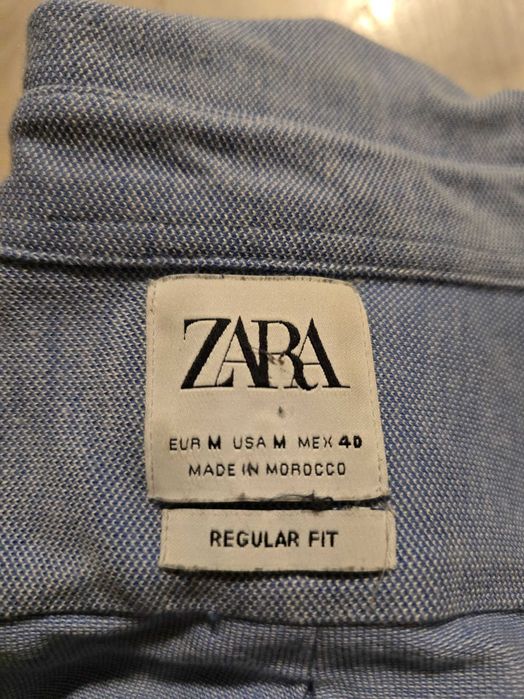 ZARA
EUR M USA M MEX 40
MADE IN MOROCCO
REGULAR FIT